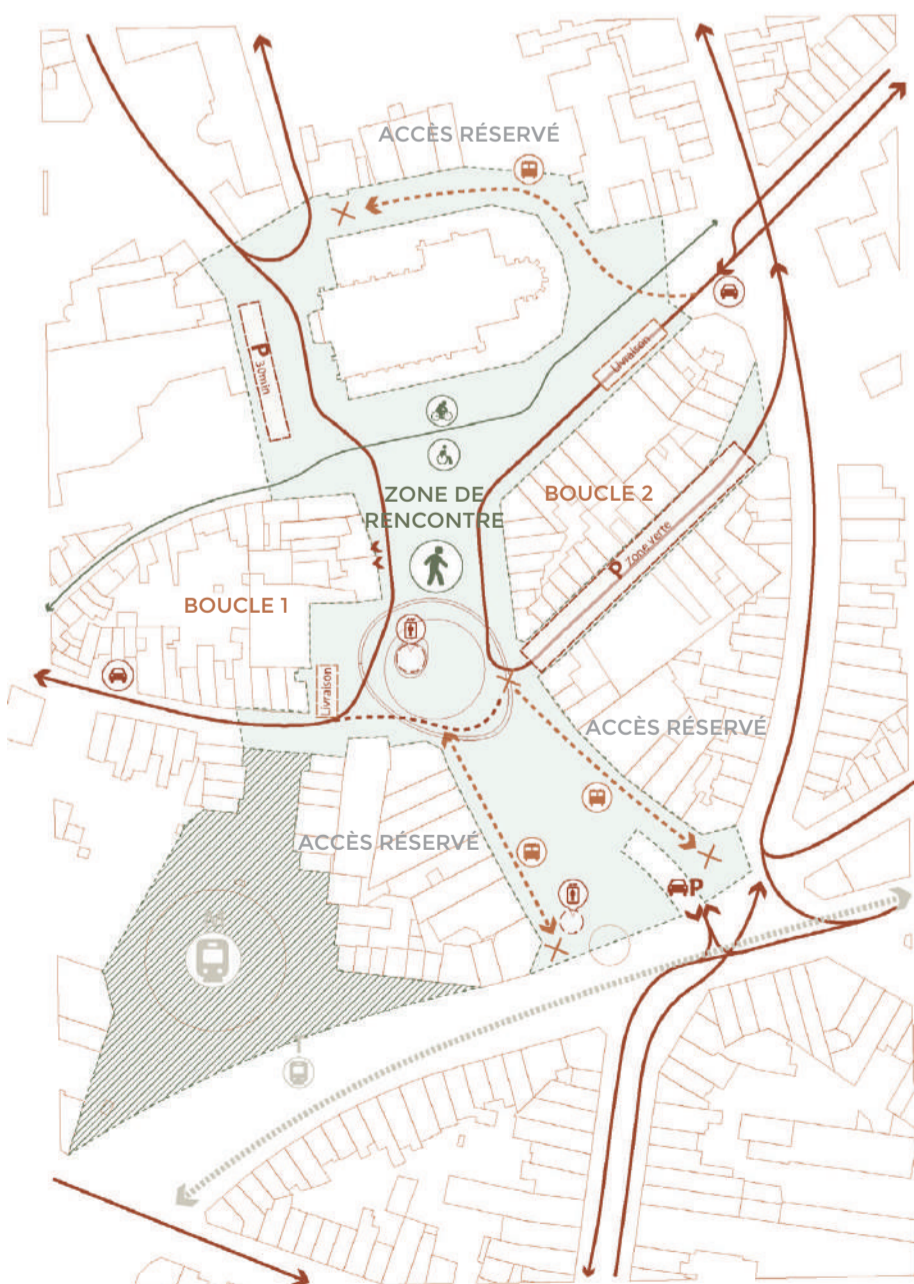 ACCÈS RÉSERVÉ
P 30min
Livraison
ZONE DE
RENCONTRE
BOUCLE 2
P Zone verte
BOUCLE 1
Livraison
ACCÈS RÉSERVÉ
ACCÈS RÉSERVÉ
P